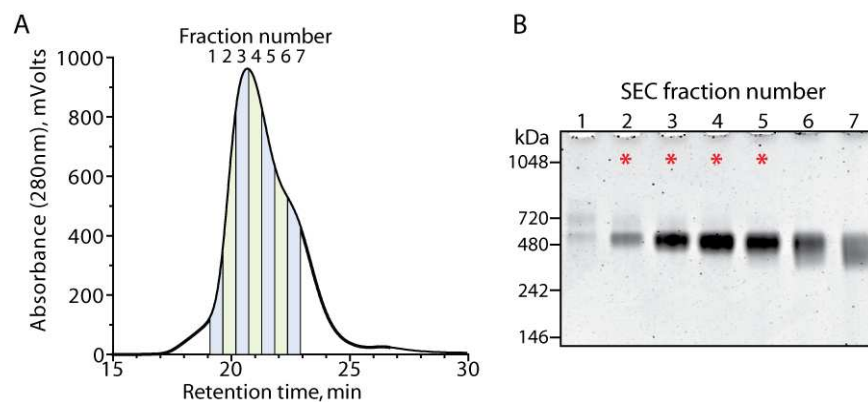 A
Fraction number
1 2 3 4 5 6 7
1000
800
600
400
200
0
Absorbance (280nm), mVolts
15 20 25 30
Retention time, min
B
SEC fraction number
1 2 3 4 5 6 7
kDa
1048
* * * *
720
480
242
146